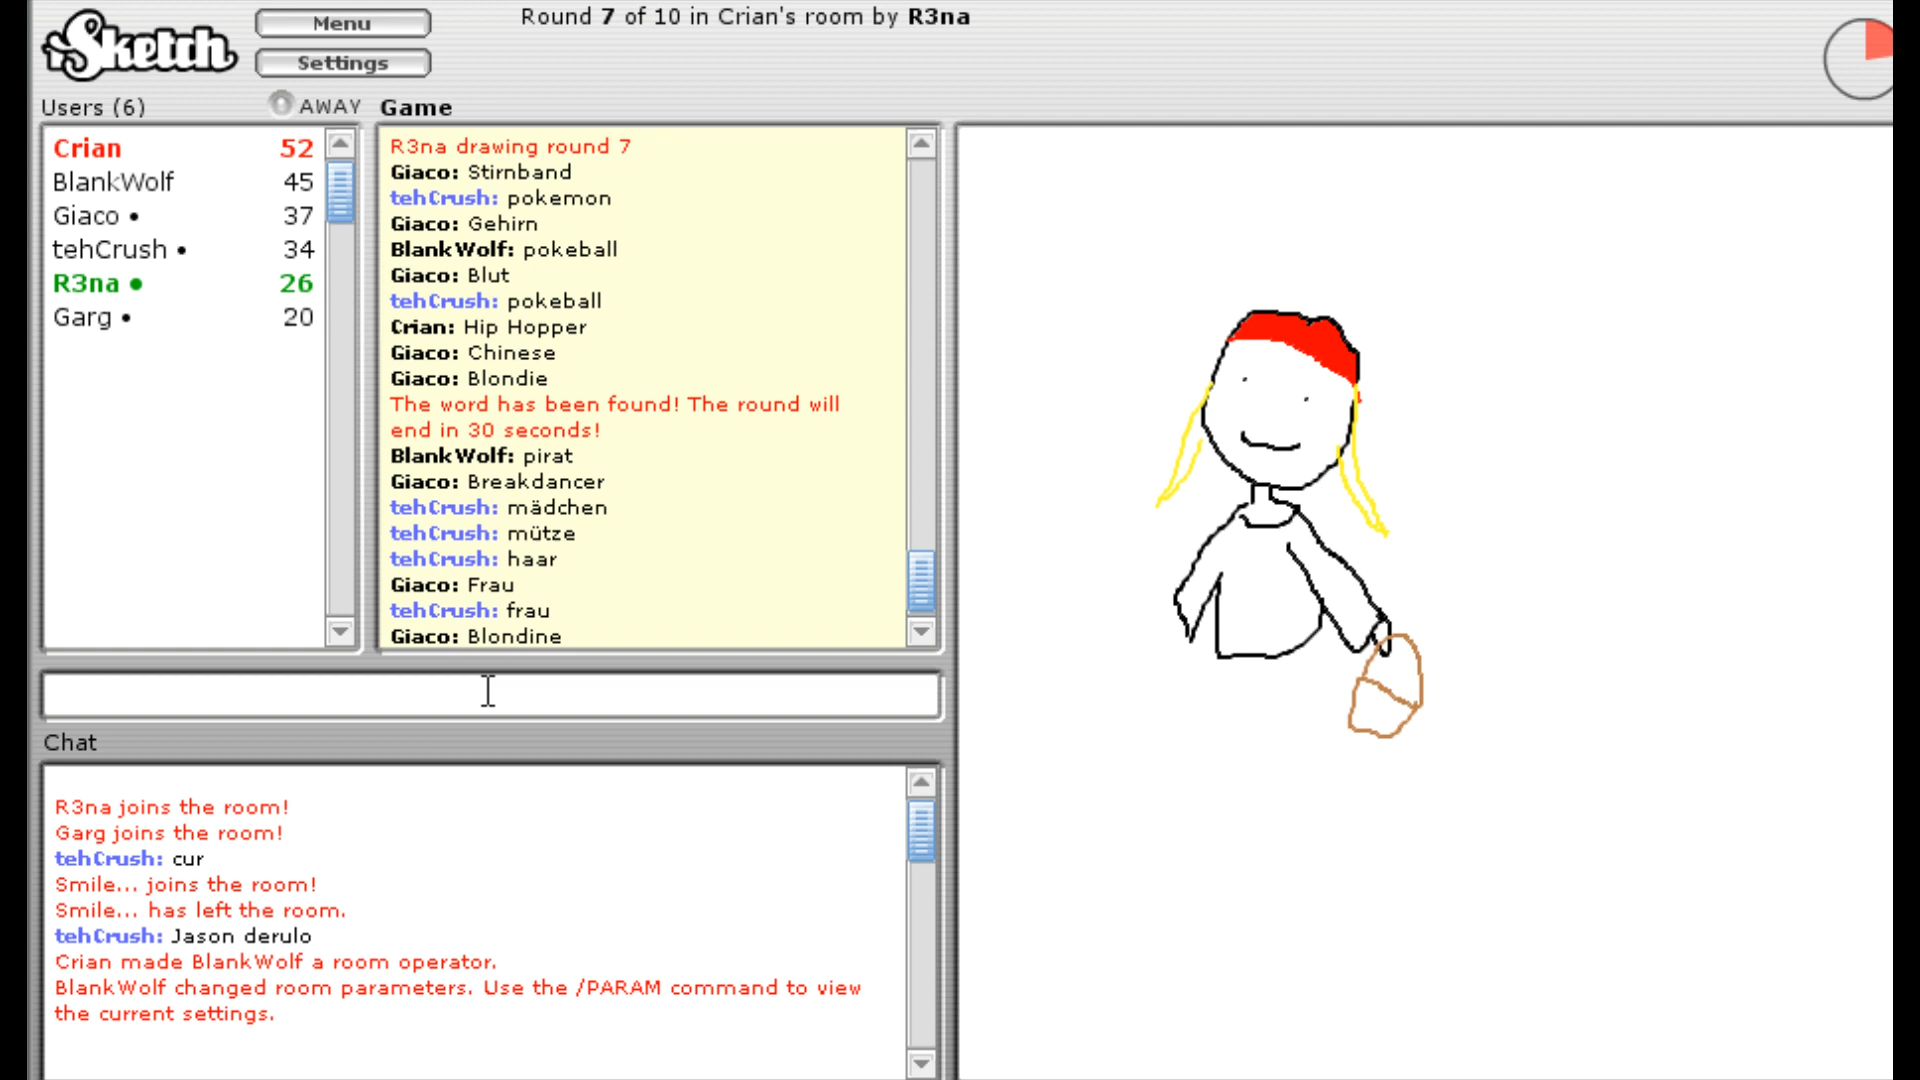 iSketch
Menu
Settings
Round 7 of 10 in Crian's room by R3na
Users (6)
AWAY
Crian 52
BlankWolf 45
Giaco • 37
tehCrush • 34
R3na • 26
Garg • 20
Game
R3na drawing round 7
Giaco: Stirnband
tehCrush: pokemon
Giaco: Gehirn
BlankWolf: pokeball
Giaco: Blut
tehCrush: pokeball
Crian: Hip Hopper
Giaco: Chinese
Giaco: Blondie
The word has been found! The round will
end in 30 seconds!
BlankWolf: pirat
Giaco: Breakdancer
tehCrush: mädchen
tehCrush: mütze
tehCrush: haar
Giaco: Frau
tehCrush: frau
Giaco: Blondine
Chat
R3na joins the room!
Garg joins the room!
tehCrush: cur
Smile... joins the room!
Smile... has left the room.
tehCrush: Jason derulo
Crian made BlankWolf a room operator.
BlankWolf changed room parameters. Use the /PARAM command to view
the current settings.